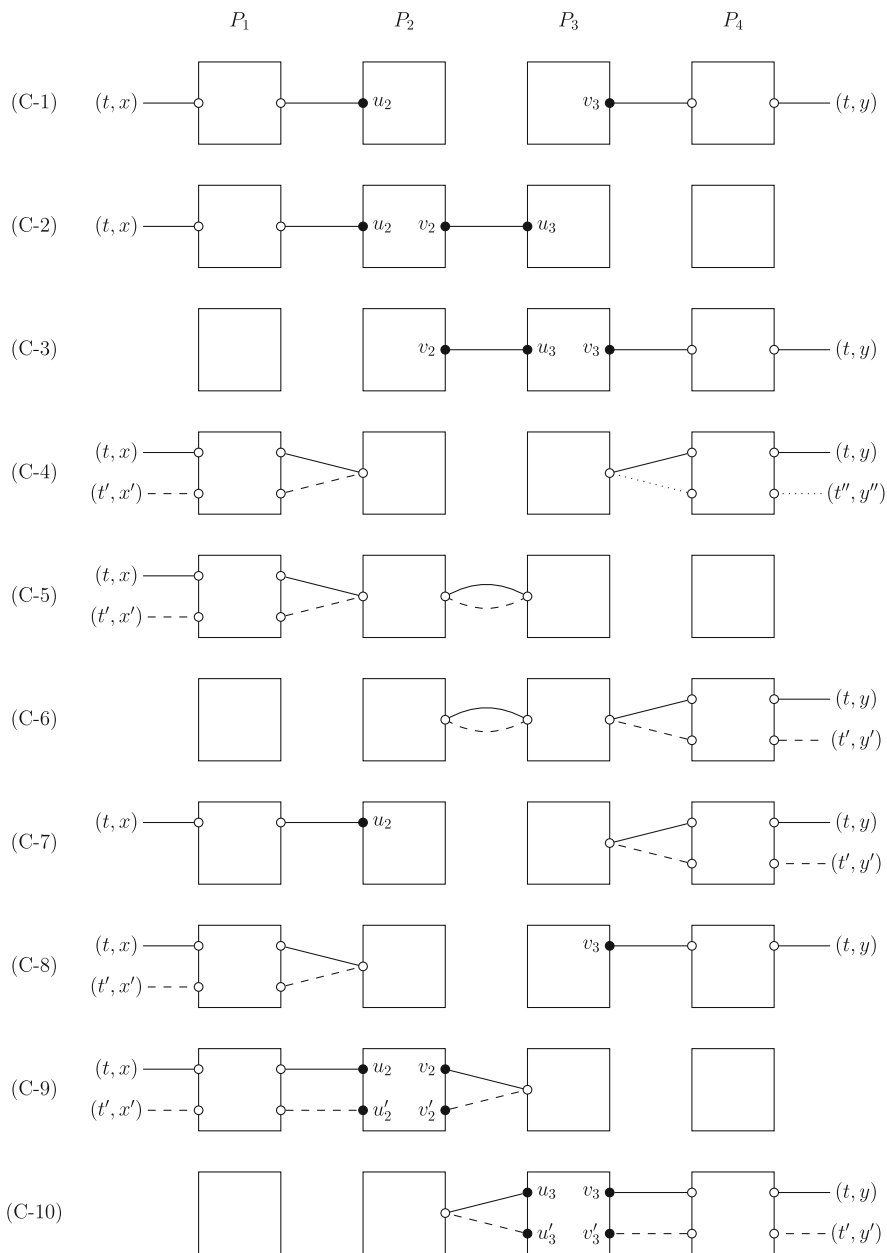 P₁ P₂ P₃ P₄
(C-1) (t, x) u₂ v₃ (t, y)
(C-2) (t, x) u₂ v₂ u₃
(C-3) v₂ u₃ v₃ (t, y)
(C-4) (t, x) (t, y)
(t′, x′) (t″, y″)
(C-5) (t, x)
(t′, x′)
(C-6) (t, y)
(t′, y′)
(C-7) (t, x) u₂ (t, y)
(t′, y′)
(C-8) (t, x) v₃ (t, y)
(t′, x′)
(C-9) (t, x) u₂ v₂
(t′, x′) u′₂ v′₂
(C-10) u₃ v₃ (t, y)
u′₃ v′₃ (t′, y′)